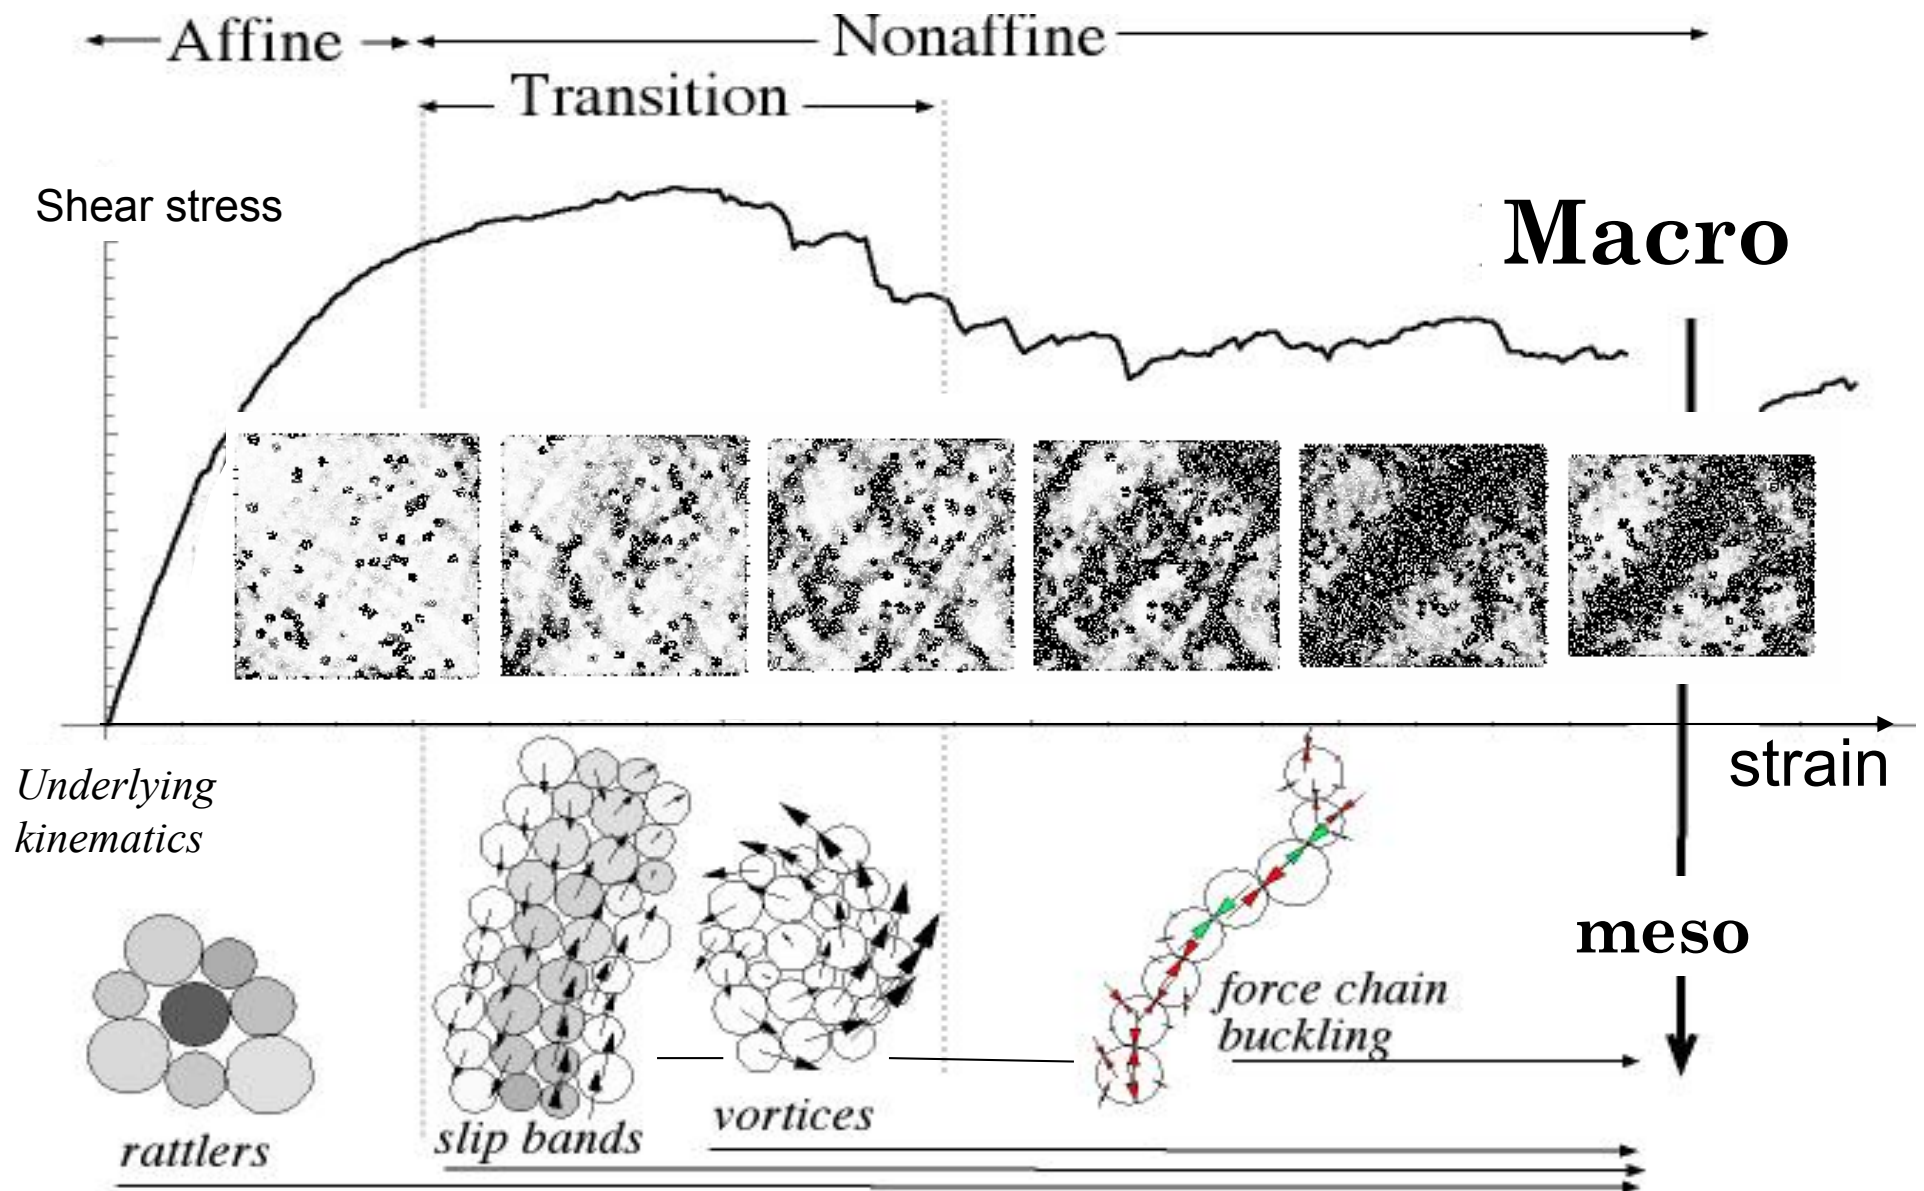 Affine
Nonaffine
Transition
Shear stress
Macro
strain
Underlying
kinematics
meso
force chain
buckling
vortices
slip bands
rattlers